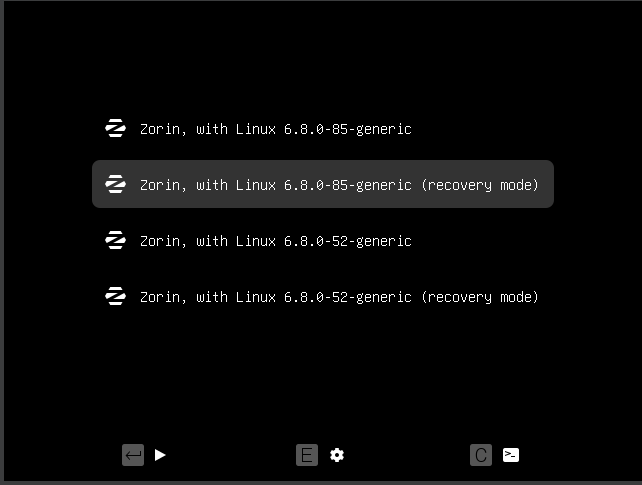 Zorin, with Linux 6.8.0-85-generic
Zorin, with Linux 6.8.0-85-generic (recovery mode)
Zorin, with Linux 6.8.0-52-generic
Zorin, with Linux 6.8.0-52-generic (recovery mode)
E C